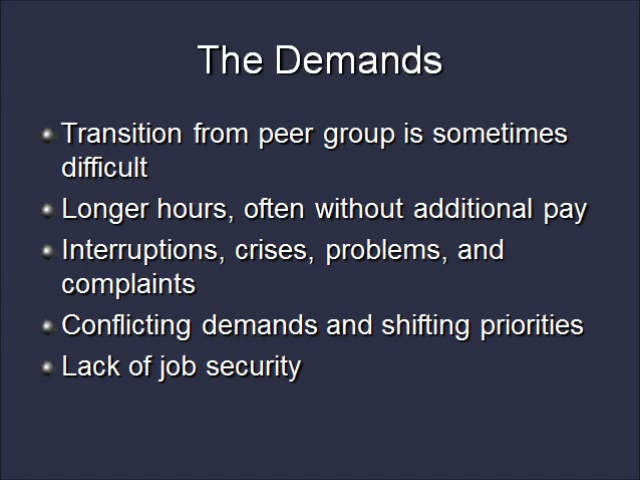 The Demands
Transition from peer group is sometimes
difficult
Longer hours, often without additional pay
Interruptions, crises, problems, and
complaints
Conflicting demands and shifting priorities
Lack of job security